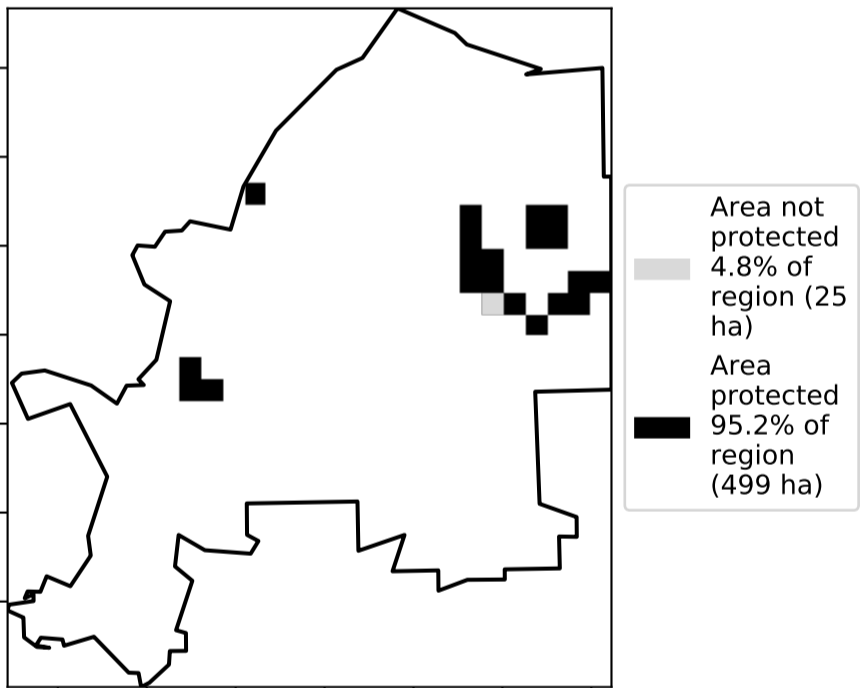 Area not
protected
4.8% of
region (25
ha)
Area
protected
95.2% of
region
(499 ha)